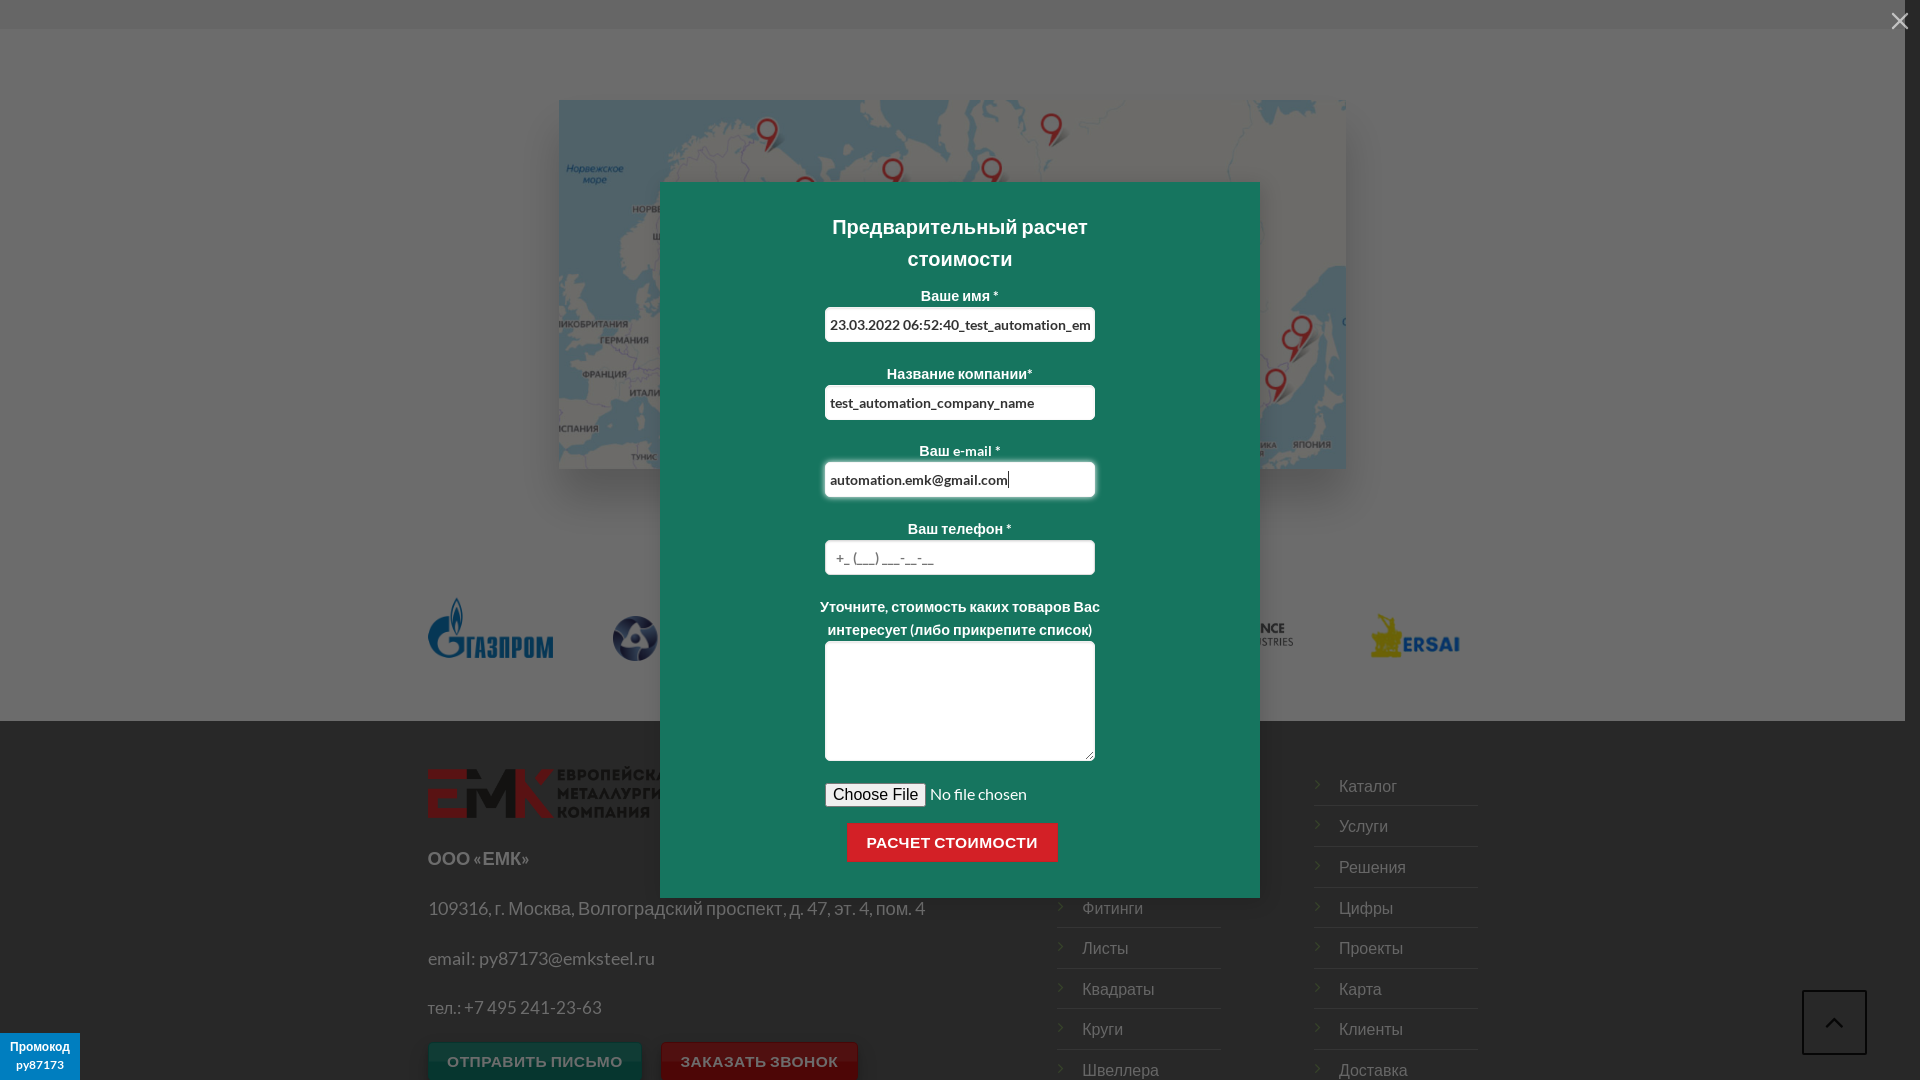 Норвежское
море
НОРВЕ
ИКОБРИТАНИЯ
ГЕРМАНИЯ
ФРАНЦИЯ
ИТАЛИ
ИСПАНИЯ
ТУНИС
ЯПОНИЯ
Предварительный расчет
стоимости
Ваше имя *
23.03.2022 06:52:40_test_automation_em
Название компании*
test_automation_company_name
Ваш e-mail *
automation.emk@gmail.com
Ваш телефон *
+_ (___) ___-__-__
Уточните, стоимость каких товаров Вас
интересует (либо прикрепите список)
Choose File No file chosen
РАСЧЕТ СТОИМОСТИ
ГАЗПРОМ
NCE
USTRIES
ERSAI
ЕМК
ЕВРОПЕЙСКА
МЕТАЛЛУРГИ
КОМПАНИЯ
ООО «ЕМК»
109316, г. Москва, Волгоградский проспект, д. 47, эт. 4, пом. 4
email: py87173@emksteel.ru
тел.: +7 495 241-23-63
ОТПРАВИТЬ ПИСЬМО
ЗАКАЗАТЬ ЗВОНОК
Промокод
py87173
Фитинги
Листы
Квадраты
Круги
Швеллера
Каталог
Услуги
Решения
Цифры
Проекты
Карта
Клиенты
Доставка